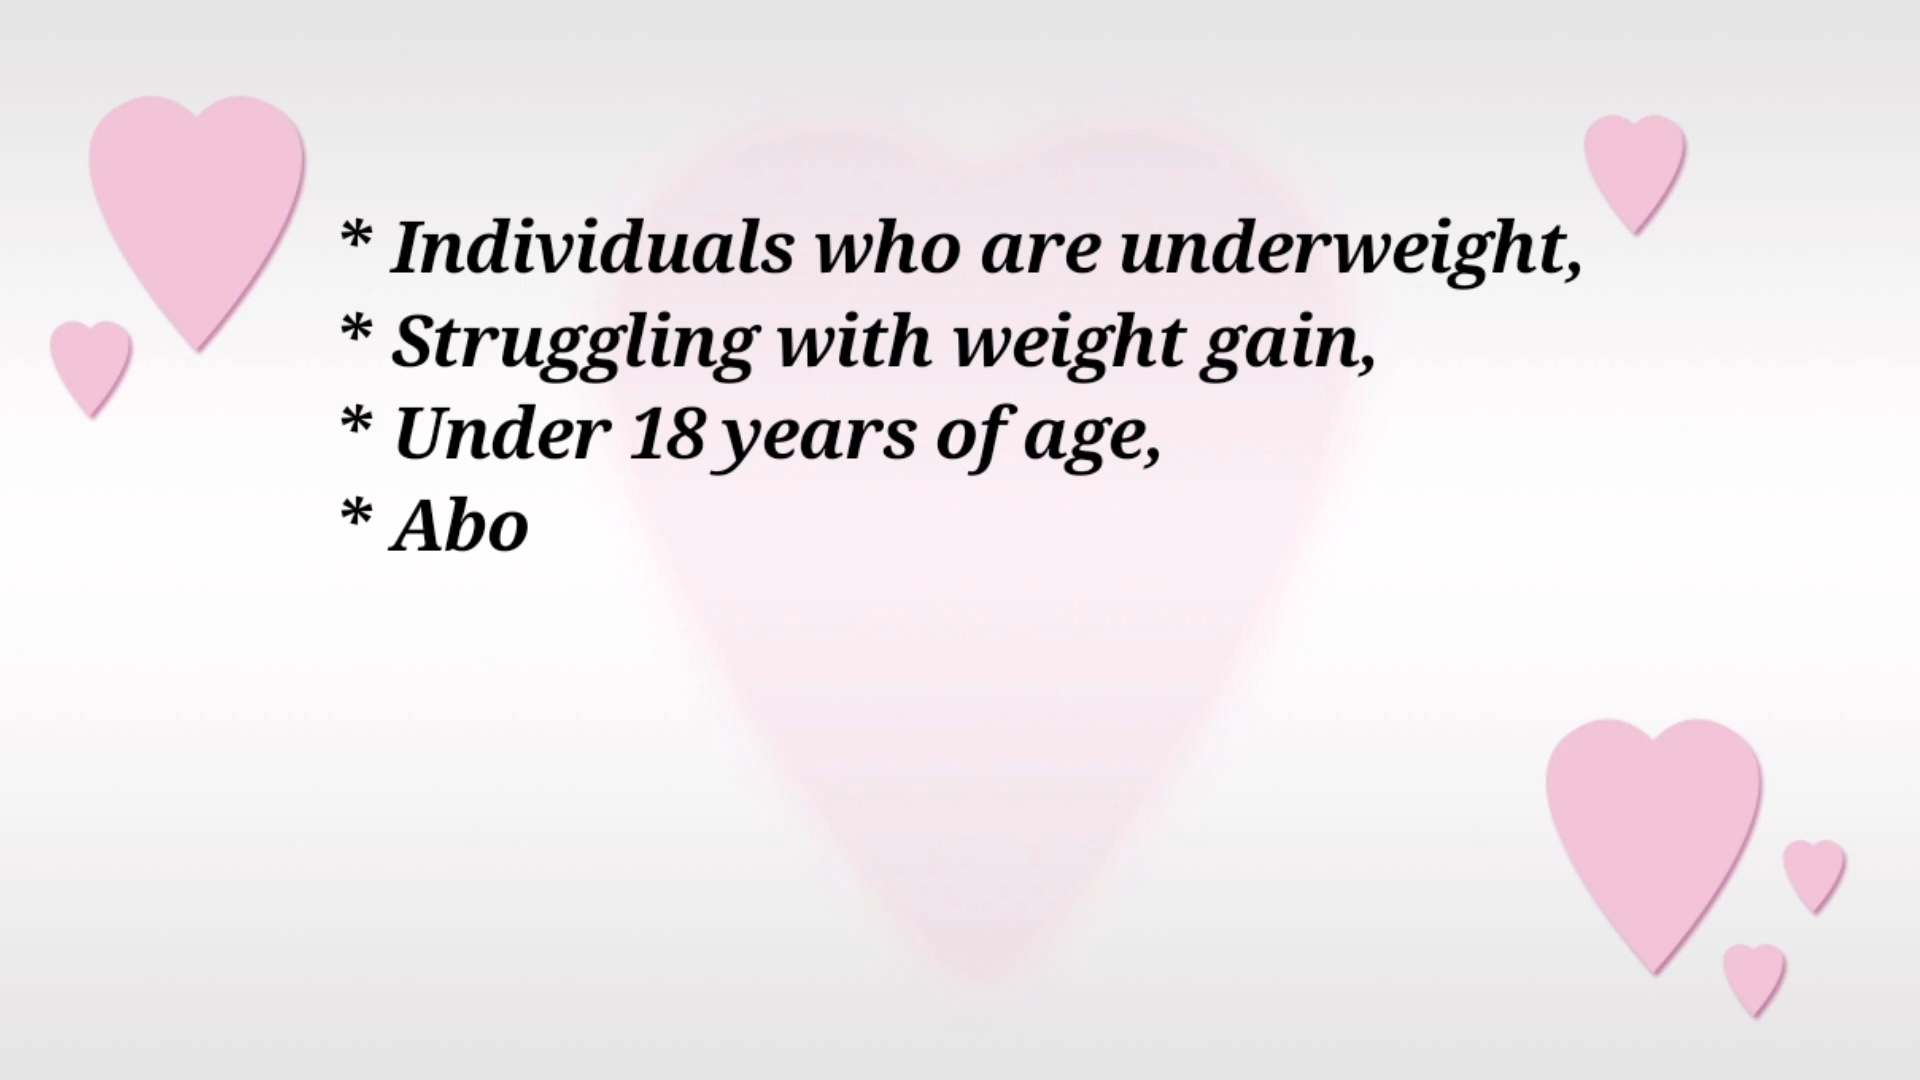 * Individuals who are underweight,
* Struggling with weight gain,
* Under 18 years of age,
* Abo